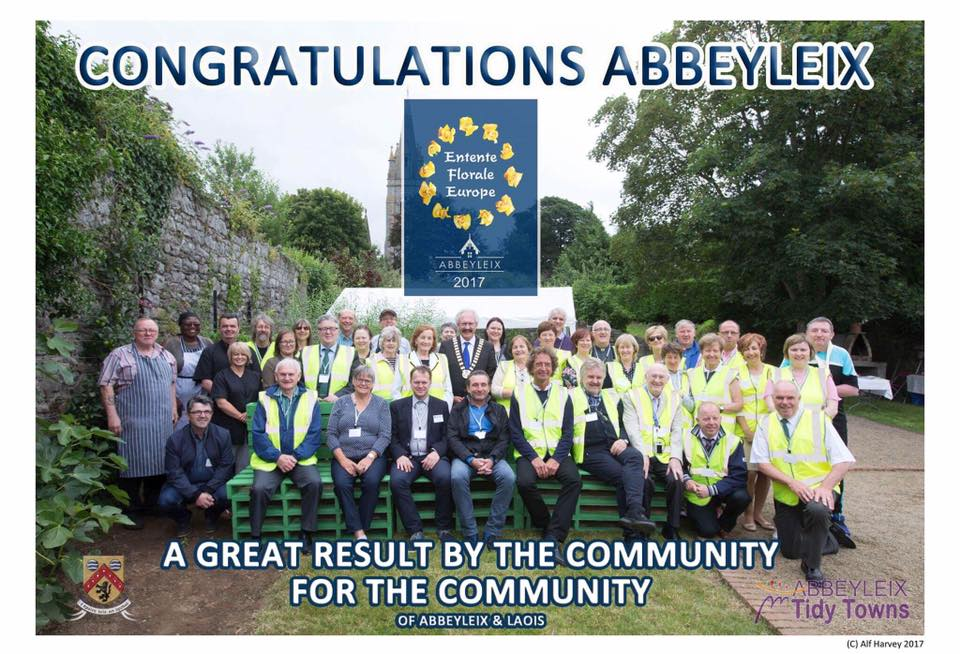 CONGRATULATIONS ABBEYLEIX
Entente
Florale
Europe
ABBEYLEIX
2017
A GREAT RESULT BY THE COMMUNITY
FOR THE COMMUNITY
OF ABBEYLEIX & LAOIS
ABBEYLEIX
Tidy Towns
(C) Alf Harvey 2017